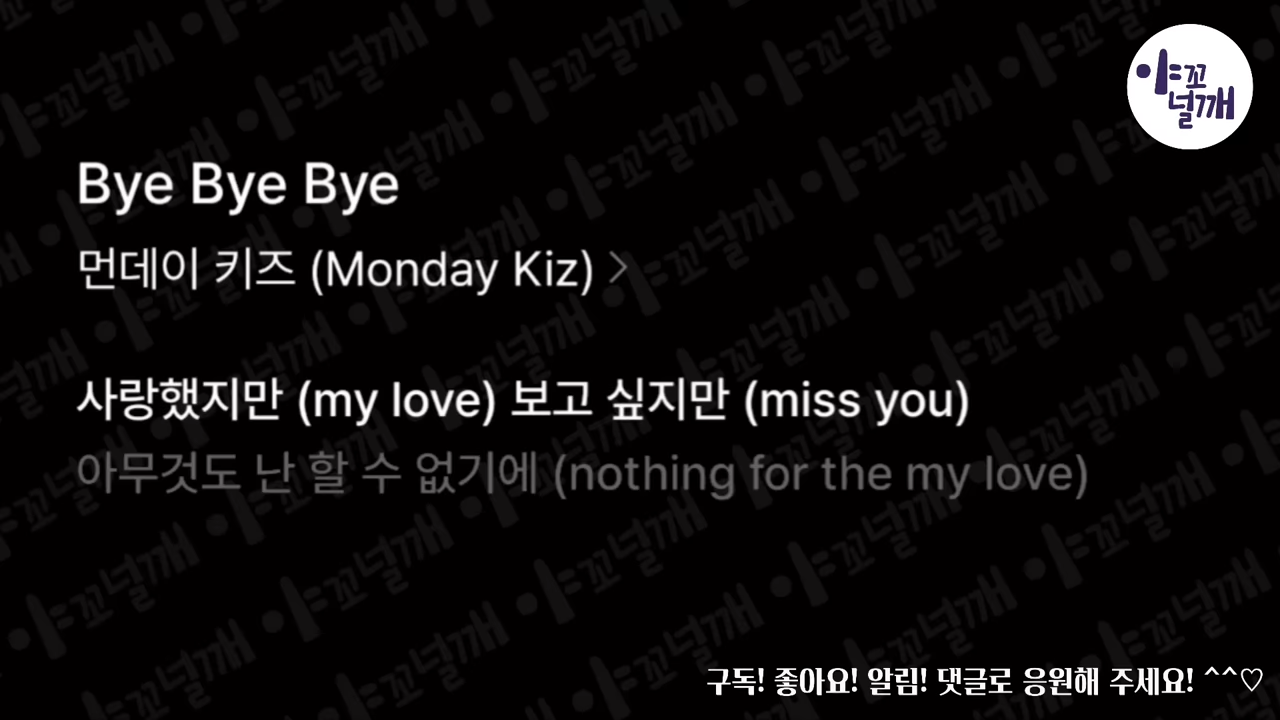 야꼬
널깨
Bye Bye Bye
먼데이 키즈 (Monday Kiz) >
사랑했지만 (my love) 보고 싶지만 (miss you)
아무것도 난 할 수 없기에 (nothing for the my love)
구독! 좋아요! 알림! 댓글로 응원해 주세요! ^^♡